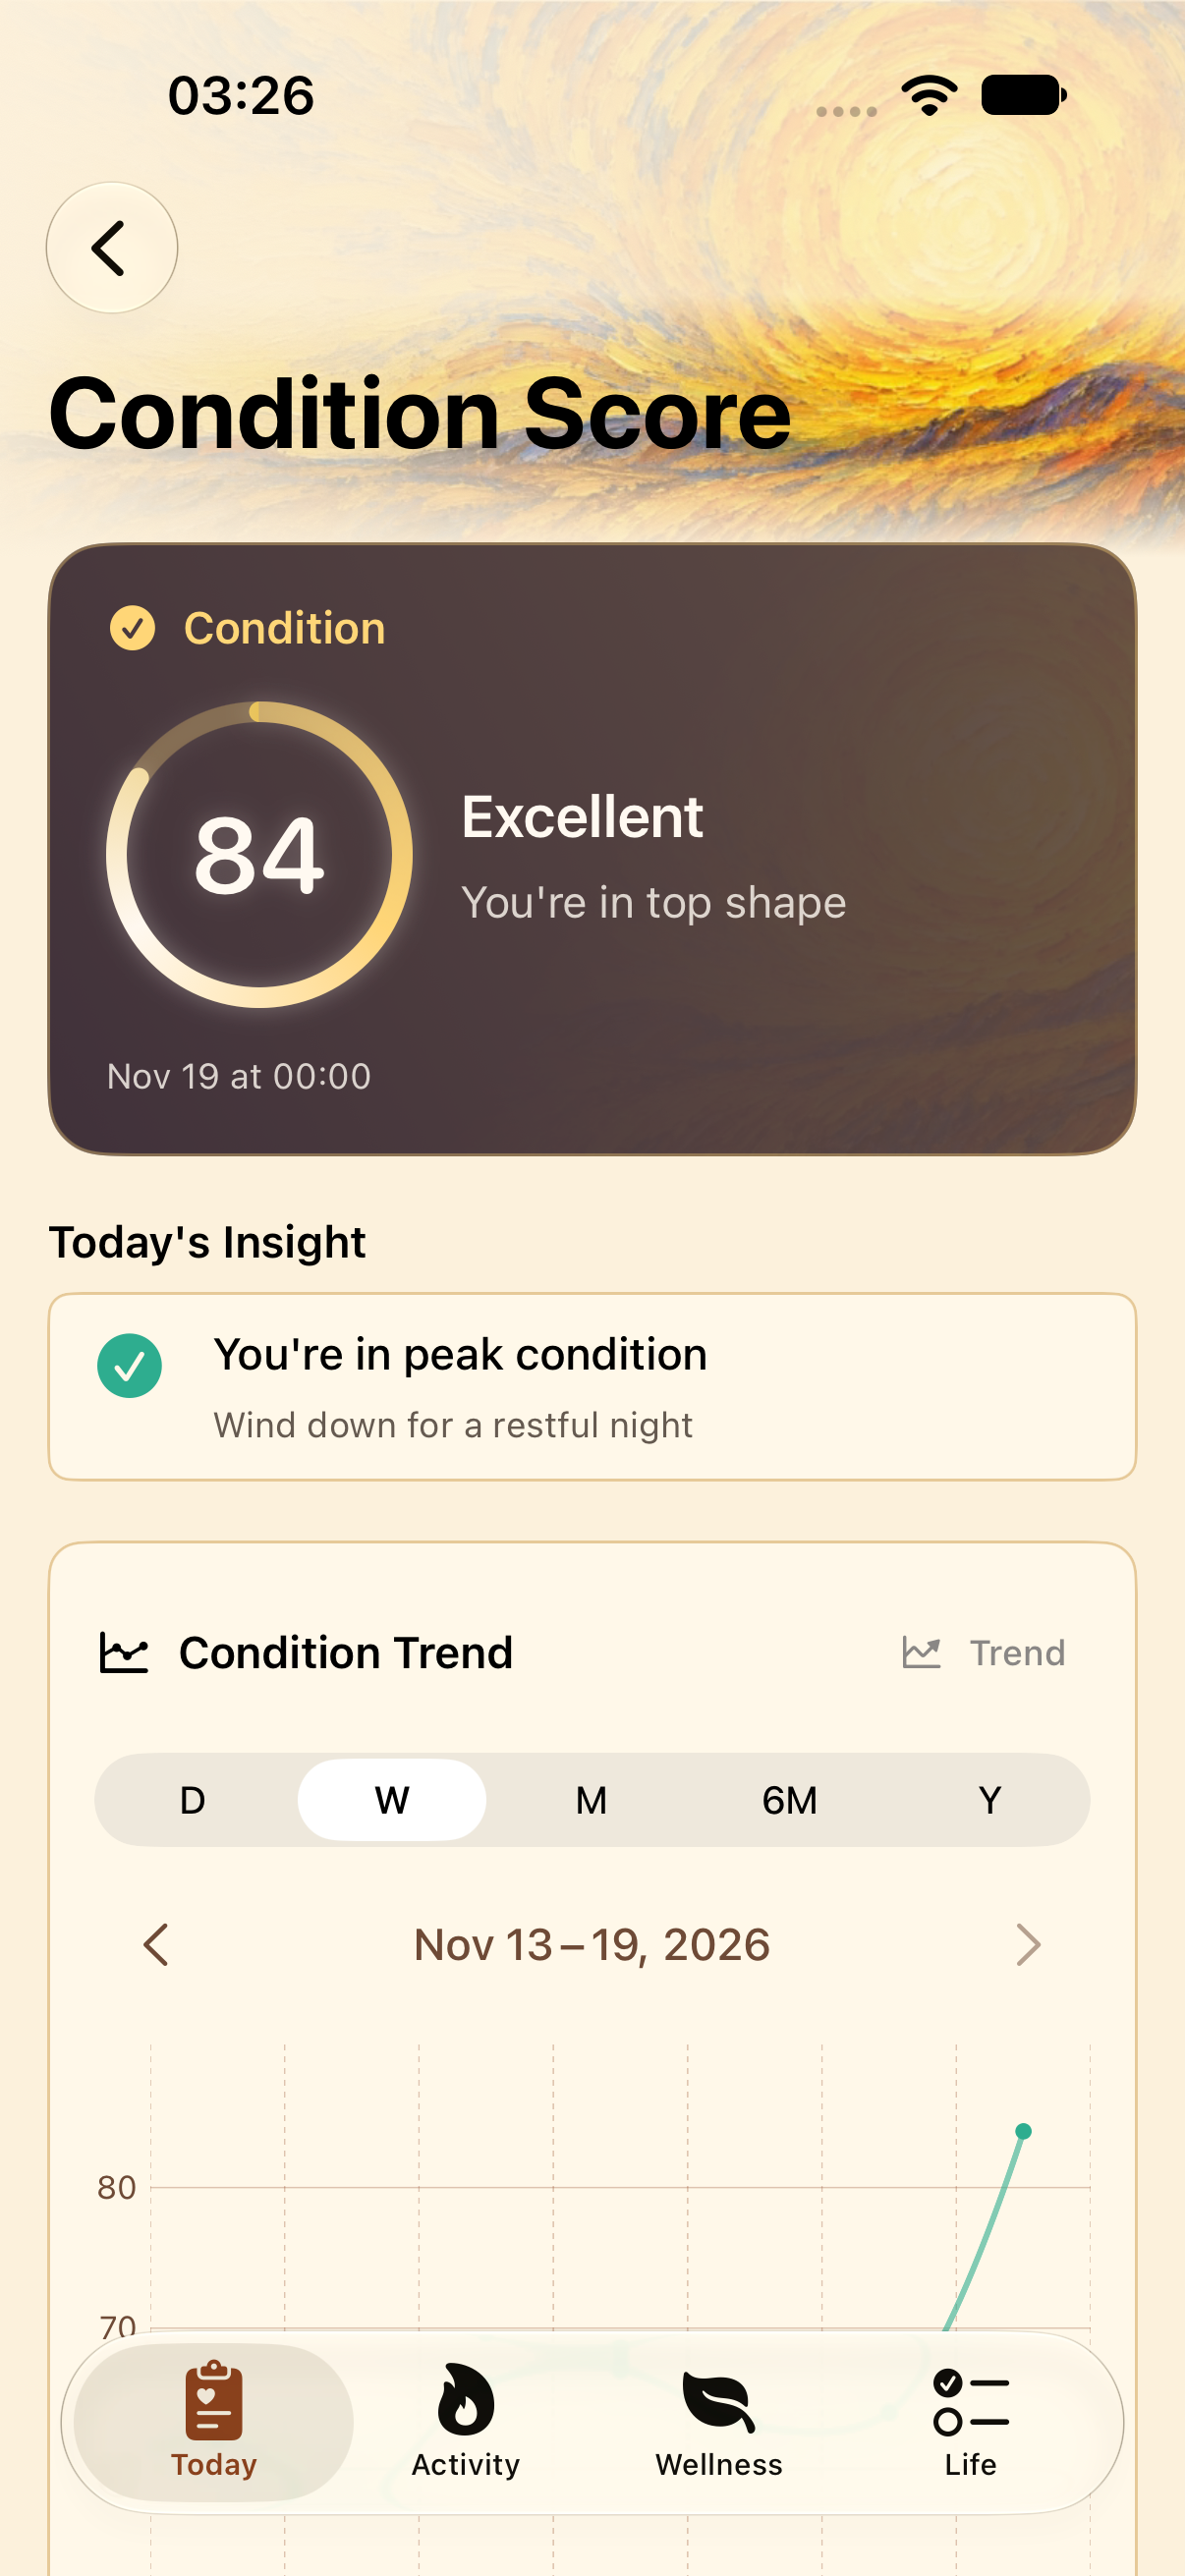 03:26
Condition Score
Condition
84
Excellent
You're in top shape
Nov 19 at 00:00
Today's Insight
You're in peak condition
Wind down for a restful night
Condition Trend
Trend
D W M 6M Y
Nov 13 – 19, 2026
80
70
Today Activity Wellness Life